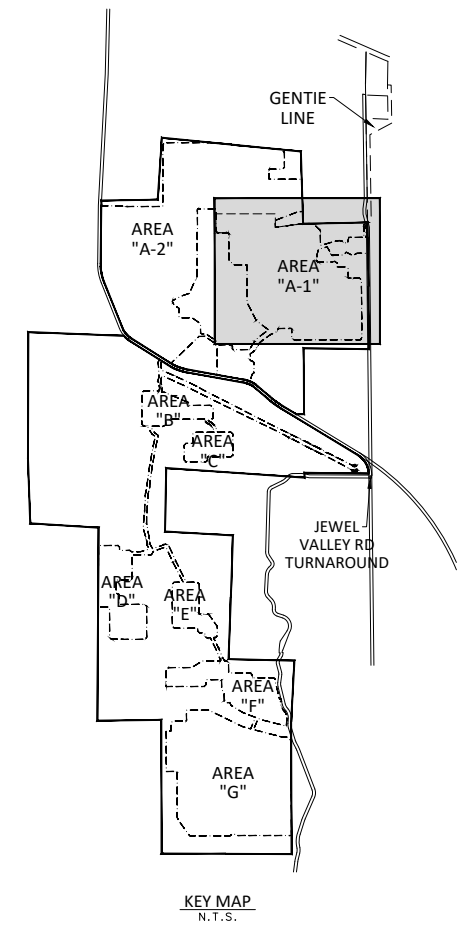 GENTIE
LINE
AREA
"A-2"
AREA
"A-1"
AREA
"B"
AREA
"C"
JEWEL
VALLEY RD
TURNAROUND
AREA
"D"
AREA
"E"
AREA
"F"
AREA
"G"
KEY MAP
N.T.S.